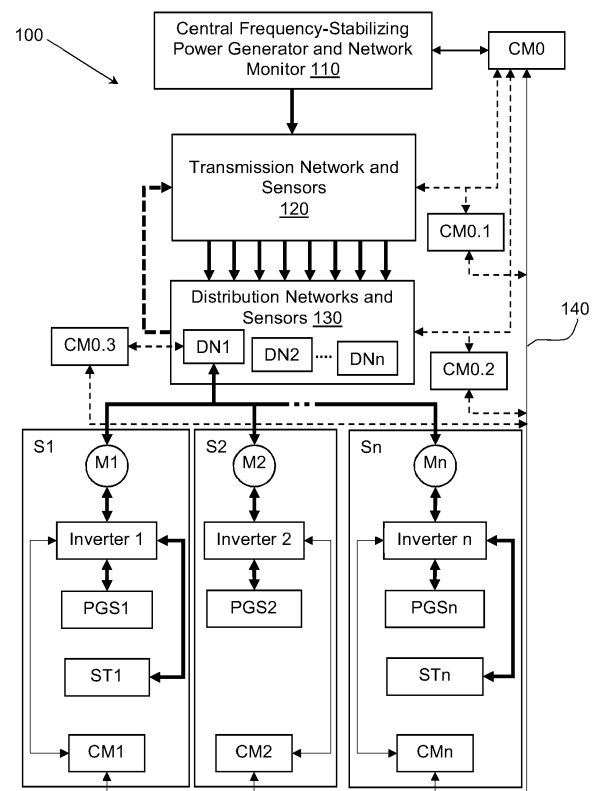 100
Central Frequency-Stabilizing
Power Generator and Network
Monitor 110
CM0
Transmission Network and
Sensors
120
CM0.1
Distribution Networks and
Sensors 130
140
CM0.3
DN1
DN2
....
DNn
CM0.2
S1
S2
Sn
M1
M2
Mn
Inverter 1
Inverter 2
Inverter n
PGS1
PGS2
PGSn
ST1
STn
CM1
CM2
CMn